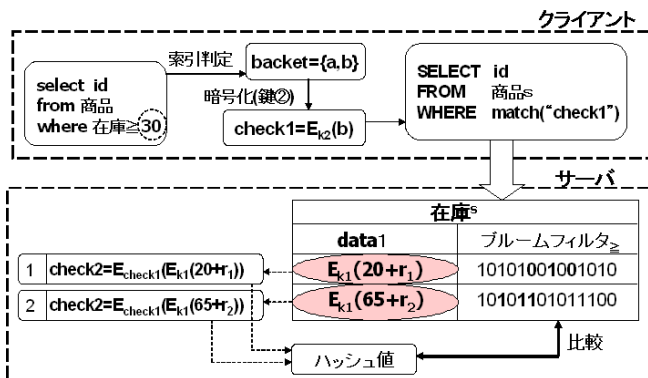 クライアント
select id
from 商品
where 在庫≧30
索引判定
backet={a,b}
暗号化(鍵②)
check1=Ek2(b)
SELECT id
FROM 商品s
WHERE match("check1")
サーバ
在庫s
data1 ブルームフィルタ≧
1 check2=Echeck1(Ek1(20+r1)) Ek1(20+r1) 10101001001010
2 check2=Echeck1(Ek1(65+r2)) Ek1(65+r2) 10101101011100
ハッシュ値
比較